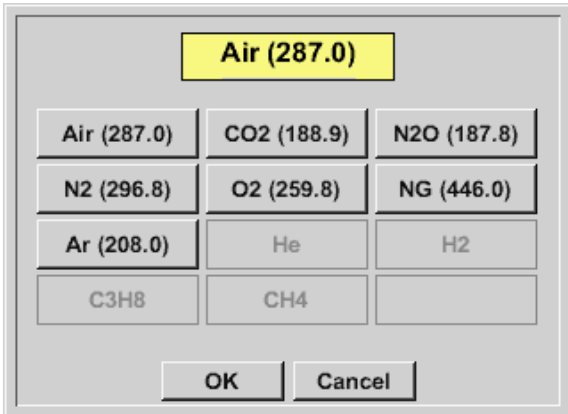 Air (287.0)
Air (287.0) CO2 (188.9) N2O (187.8)
N2 (296.8) O2 (259.8) NG (446.0)
Ar (208.0) He H2
C3H8 CH4
OK Cancel